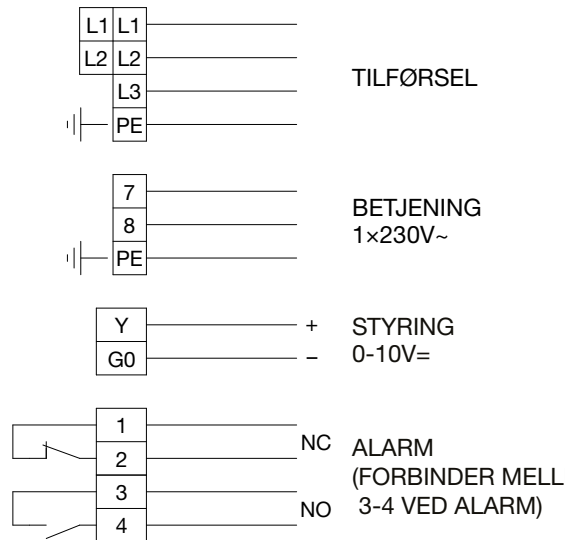 L1 L1
L2 L2
L3
PE
TILFØRSEL
7
8
PE
BETJENING
1×230V~
Y +
G0 −
STYRING
0-10V=
1
2
NC
3
4
NO
ALARM
(FORBINDER MELL
3-4 VED ALARM)